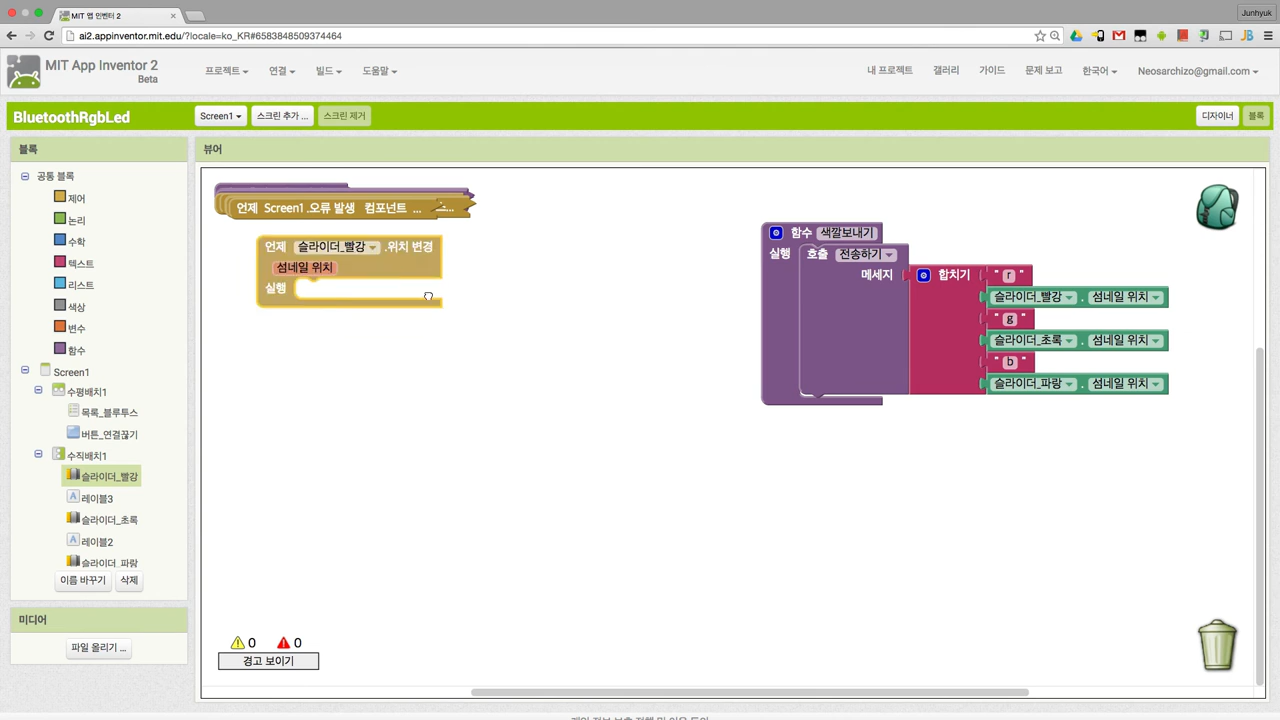 MIT 앱 인벤터 2
Junhyuk
ai2.appinventor.mit.edu/?locale=ko_KR#6583848509374464
MIT App Inventor 2
Beta
프로젝트 연결 빌드 도움말
내 프로젝트 갤러리 가이드 문제 보고 한국어 Neosarchizo@gmail.com
BluetoothRgbLed
Screen1 스크린 추가 ... 스크린 제거
디자이너 블록
블록
뷰어
공통 블록
제어
논리
수학
텍스트
리스트
색상
변수
함수
Screen1
수평배치1
목록_블루투스
버튼_연결끊기
수직배치1
슬라이더_빨강
레이블3
슬라이더_초록
레이블2
슬라이더_파랑
이름 바꾸기 삭제
미디어
파일 올리기 ...
언제 Screen1 .오류 발생 컴포넌트 ...
언제 슬라이더_빨강 .위치 변경
섬네일 위치
실행
함수 색깔보내기
실행 호출 전송하기
메세지 합치기 " r "
슬라이더_빨강 . 섬네일 위치
" g "
슬라이더_초록 . 섬네일 위치
" b "
슬라이더_파랑 . 섬네일 위치
0 0
경고 보이기